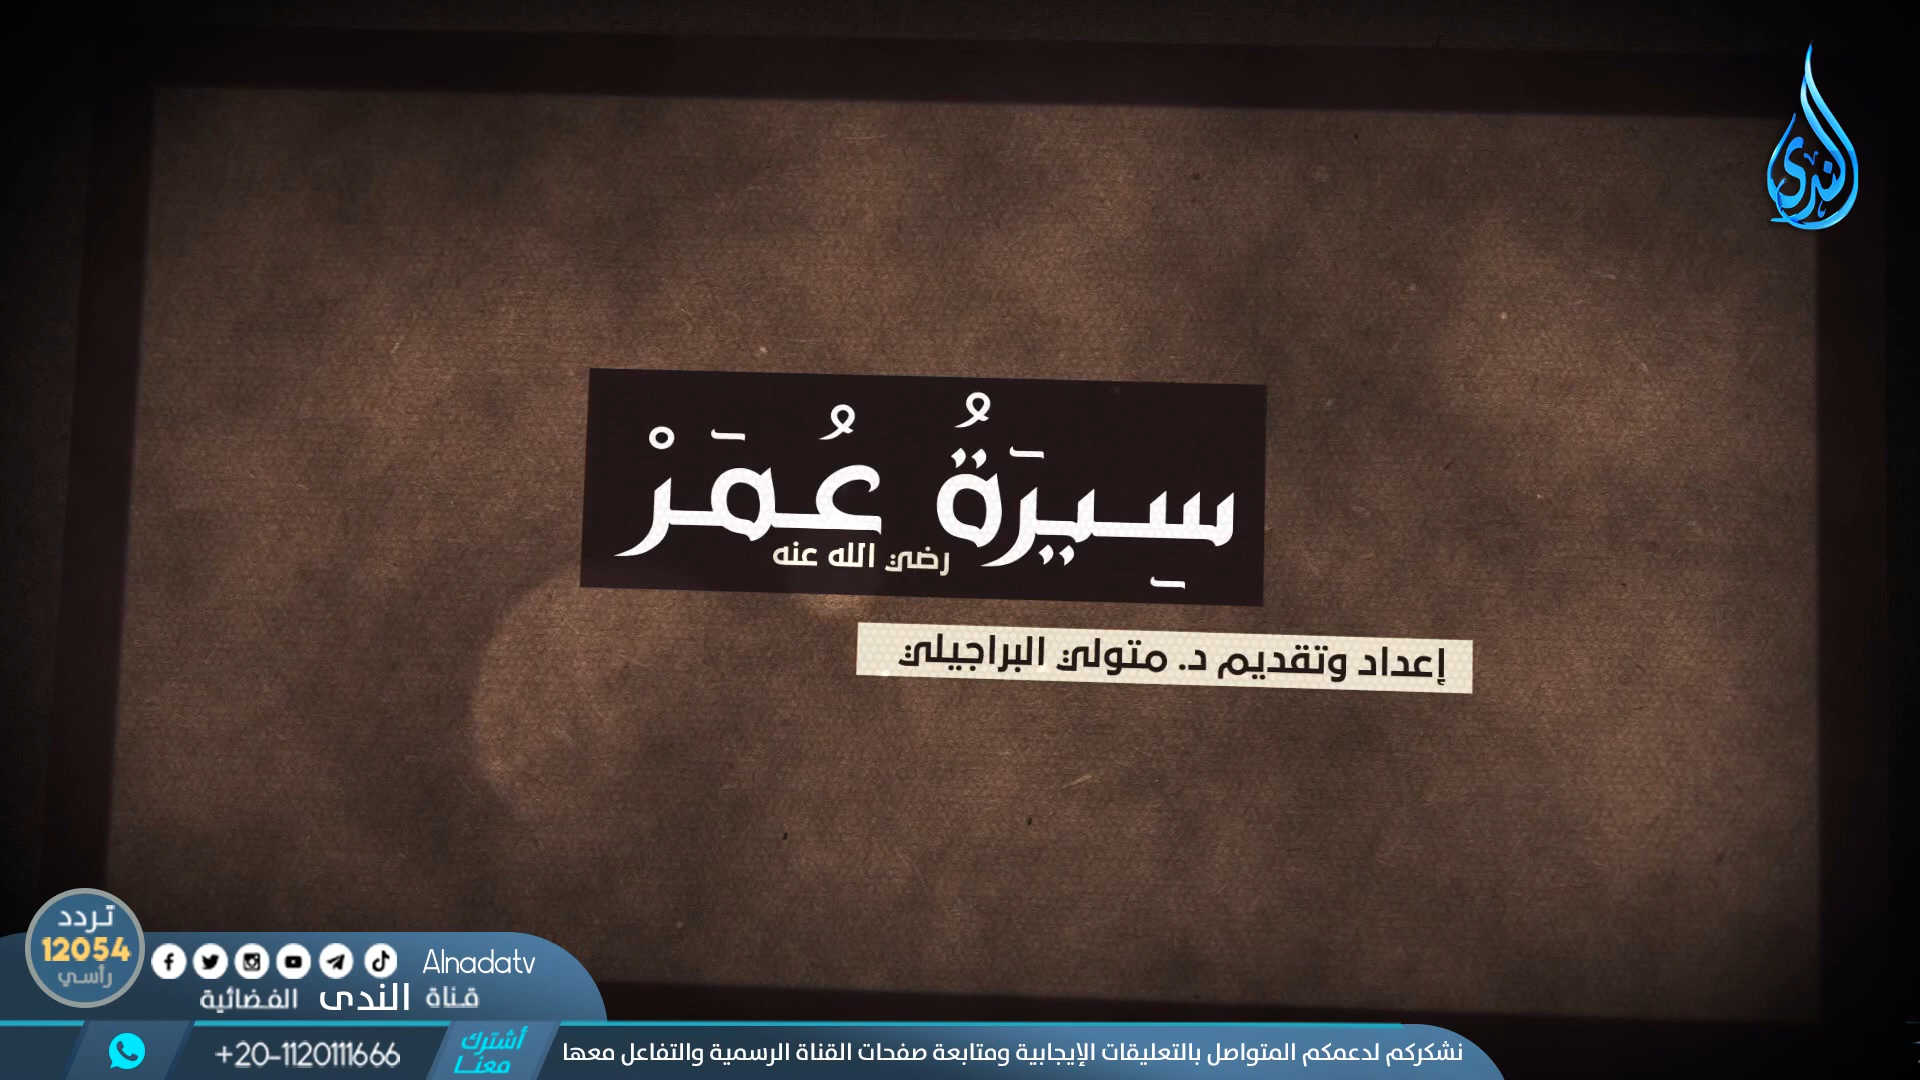 الندى
سِيرَةُ عُمَرْ
رضي الله عنه
إعداد وتقديم د. متولي البراجيلي
تردد
12054
رأسي
Alnadatv
قناة الندى الفضائية
+20-1120111666
أشترك معنا
نشكركم لدعمكم المتواصل بالتعليقات الإيجابية ومتابعة صفحات القناة الرسمية والتفاعل معها